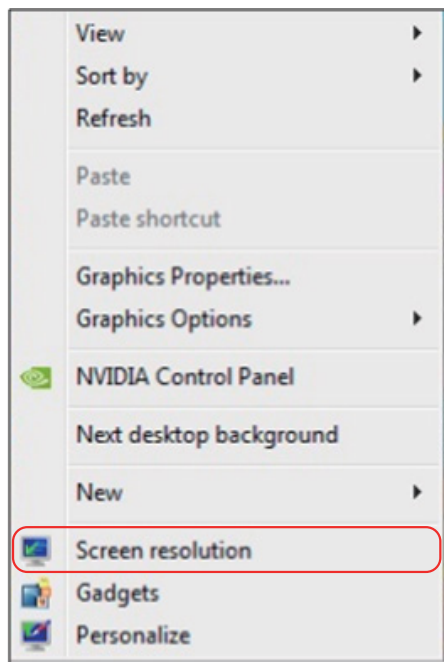 View
Sort by
Refresh
Paste
Paste shortcut
Graphics Properties...
Graphics Options
NVIDIA Control Panel
Next desktop background
New
Screen resolution
Gadgets
Personalize